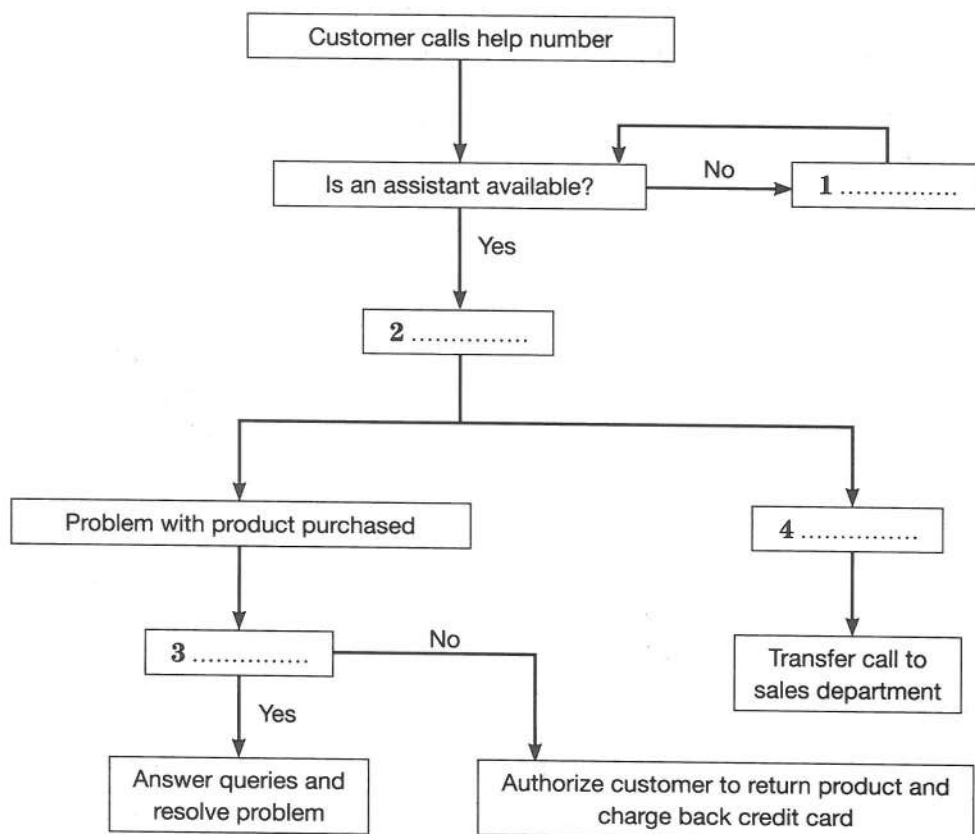 Customer calls help number
Is an assistant available?
No
1 ...............
Yes
2 ...............
Problem with product purchased
4 ...............
3 ...............
No
Transfer call to
sales department
Yes
Answer queries and
resolve problem
Authorize customer to return product and
charge back credit card